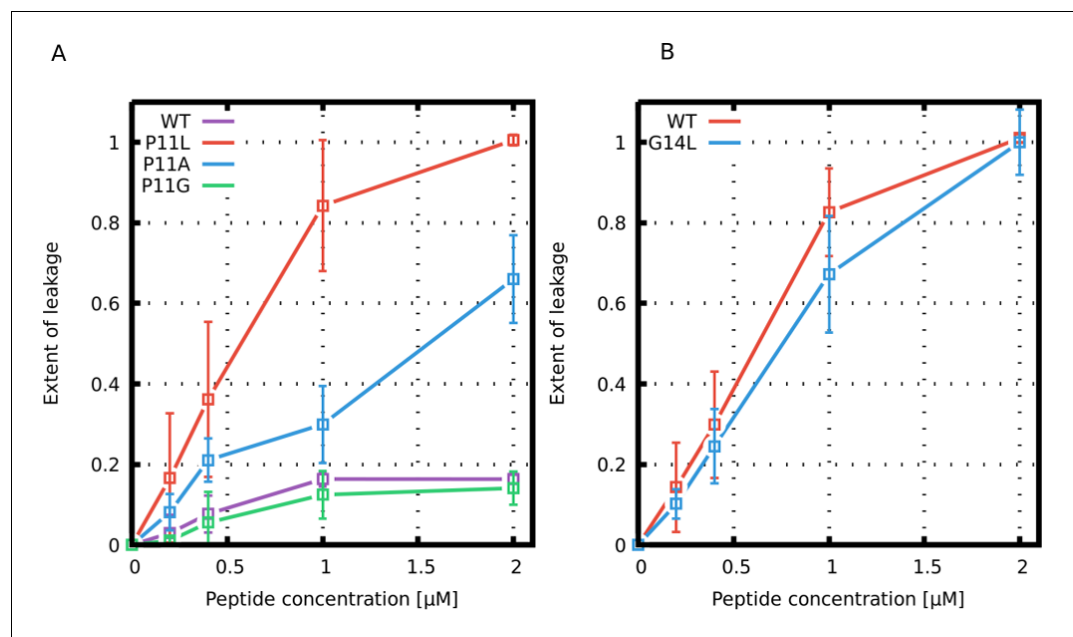 A
WT
P11L
P11A
P11G
1
0.8
0.6
0.4
0.2
0
0 0.5 1 1.5 2
Extent of leakage
Peptide concentration [µM]
B
WT
G14L
1
0.8
0.6
0.4
0.2
0
0 0.5 1 1.5 2
Extent of leakage
Peptide concentration [µM]